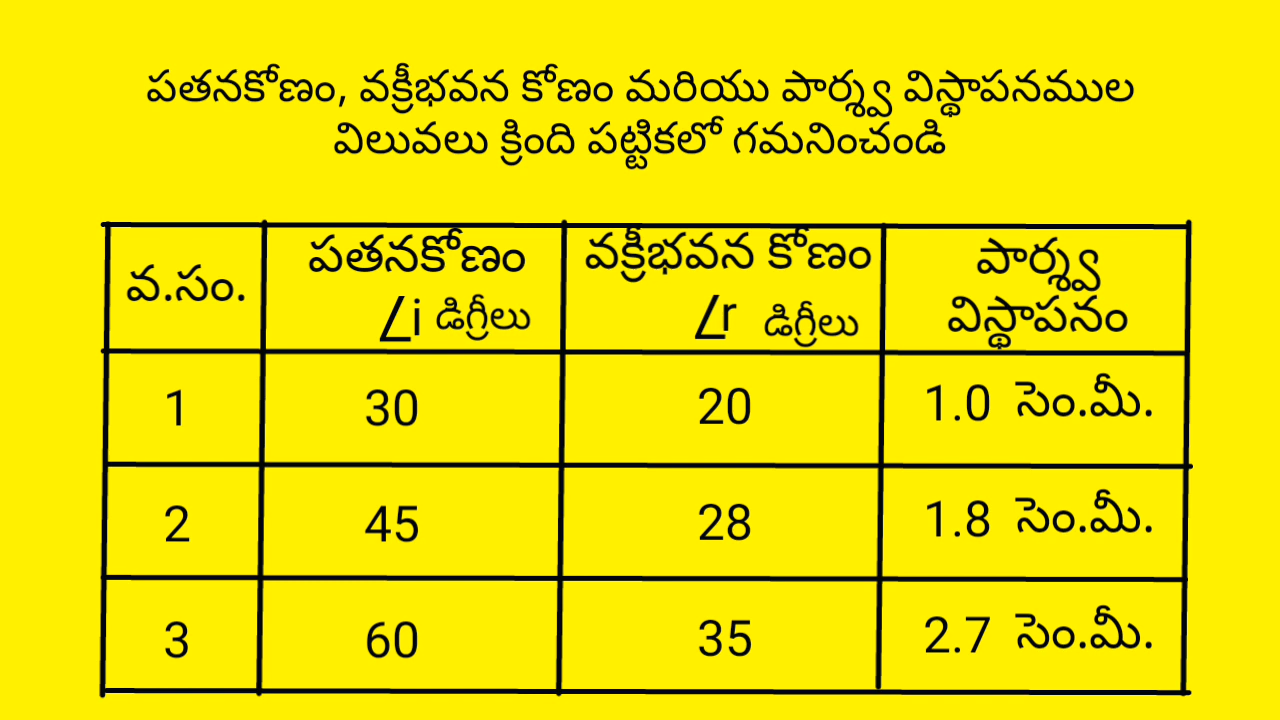 పతనకోణం, వక్రీభవన కోణం మరియు పార్శ్వ విస్థాపనముల
విలువలు క్రింది పట్టికలో గమనించండి
వ.సం. పతనకోణం ∠i డిగ్రీలు వక్రీభవన కోణం ∠r డిగ్రీలు పార్శ్వ విస్థాపనం
1 30 20 1.0 సెం.మీ.
2 45 28 1.8 సెం.మీ.
3 60 35 2.7 సెం.మీ.